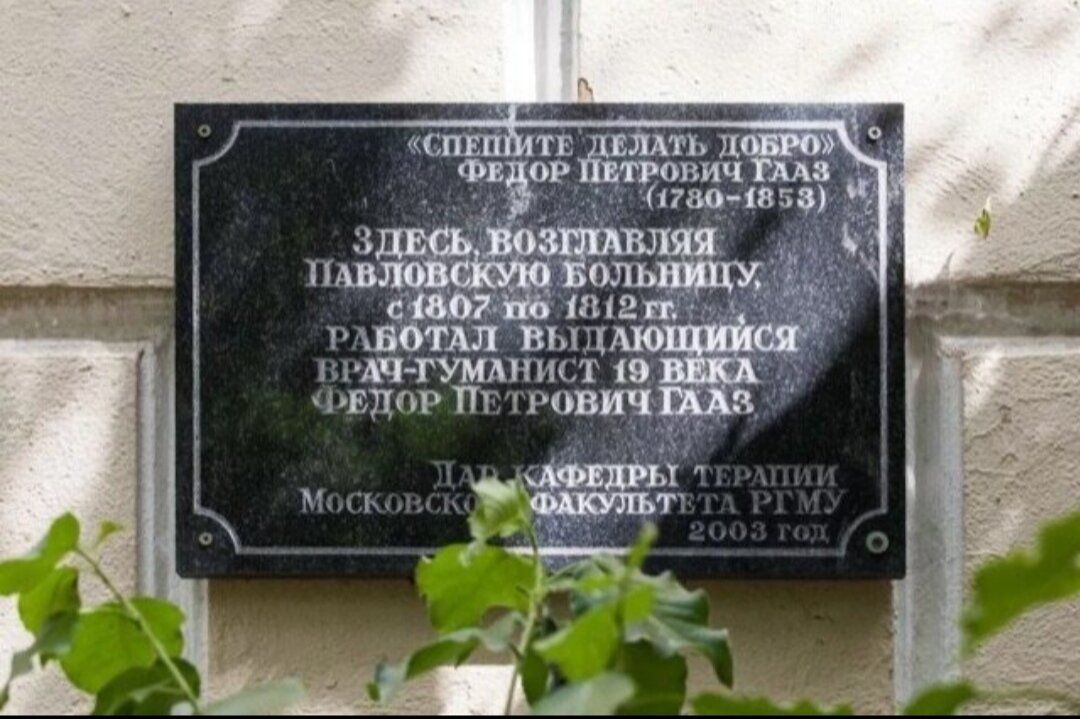 «Спешите делать добро»
Федор Петрович Гааз
(1780-1853)
Здесь, возглавляя
Павловскую больницу,
с 1807 по 1812 гг.
работал выдающийся
врач-гуманист 19 века
Федор Петрович Гааз
Дар кафедры терапии
Московско факультета РГМУ
2003 год